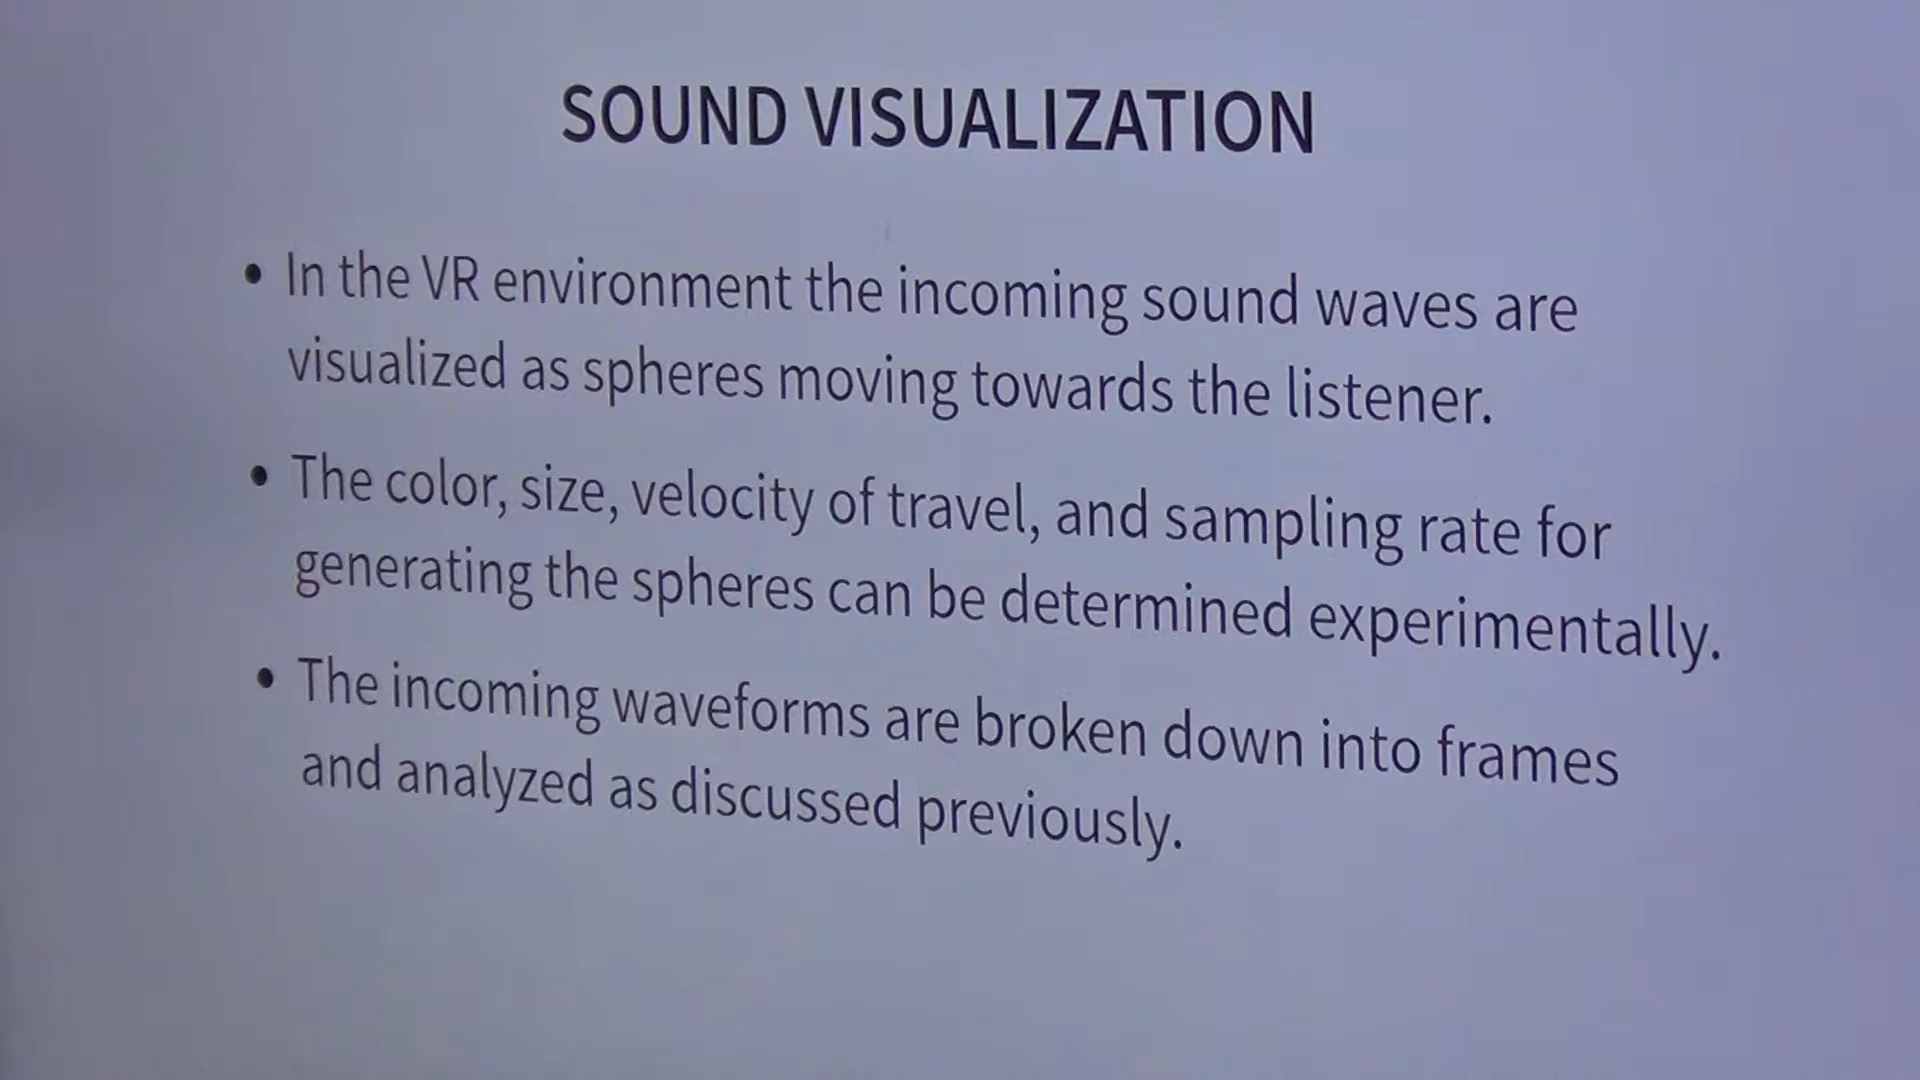 SOUND VISUALIZATION
• In the VR environment the incoming sound waves are
visualized as spheres moving towards the listener.
• The color, size, velocity of travel, and sampling rate for
generating the spheres can be determined experimentally.
• The incoming waveforms are broken down into frames
and analyzed as discussed previously.